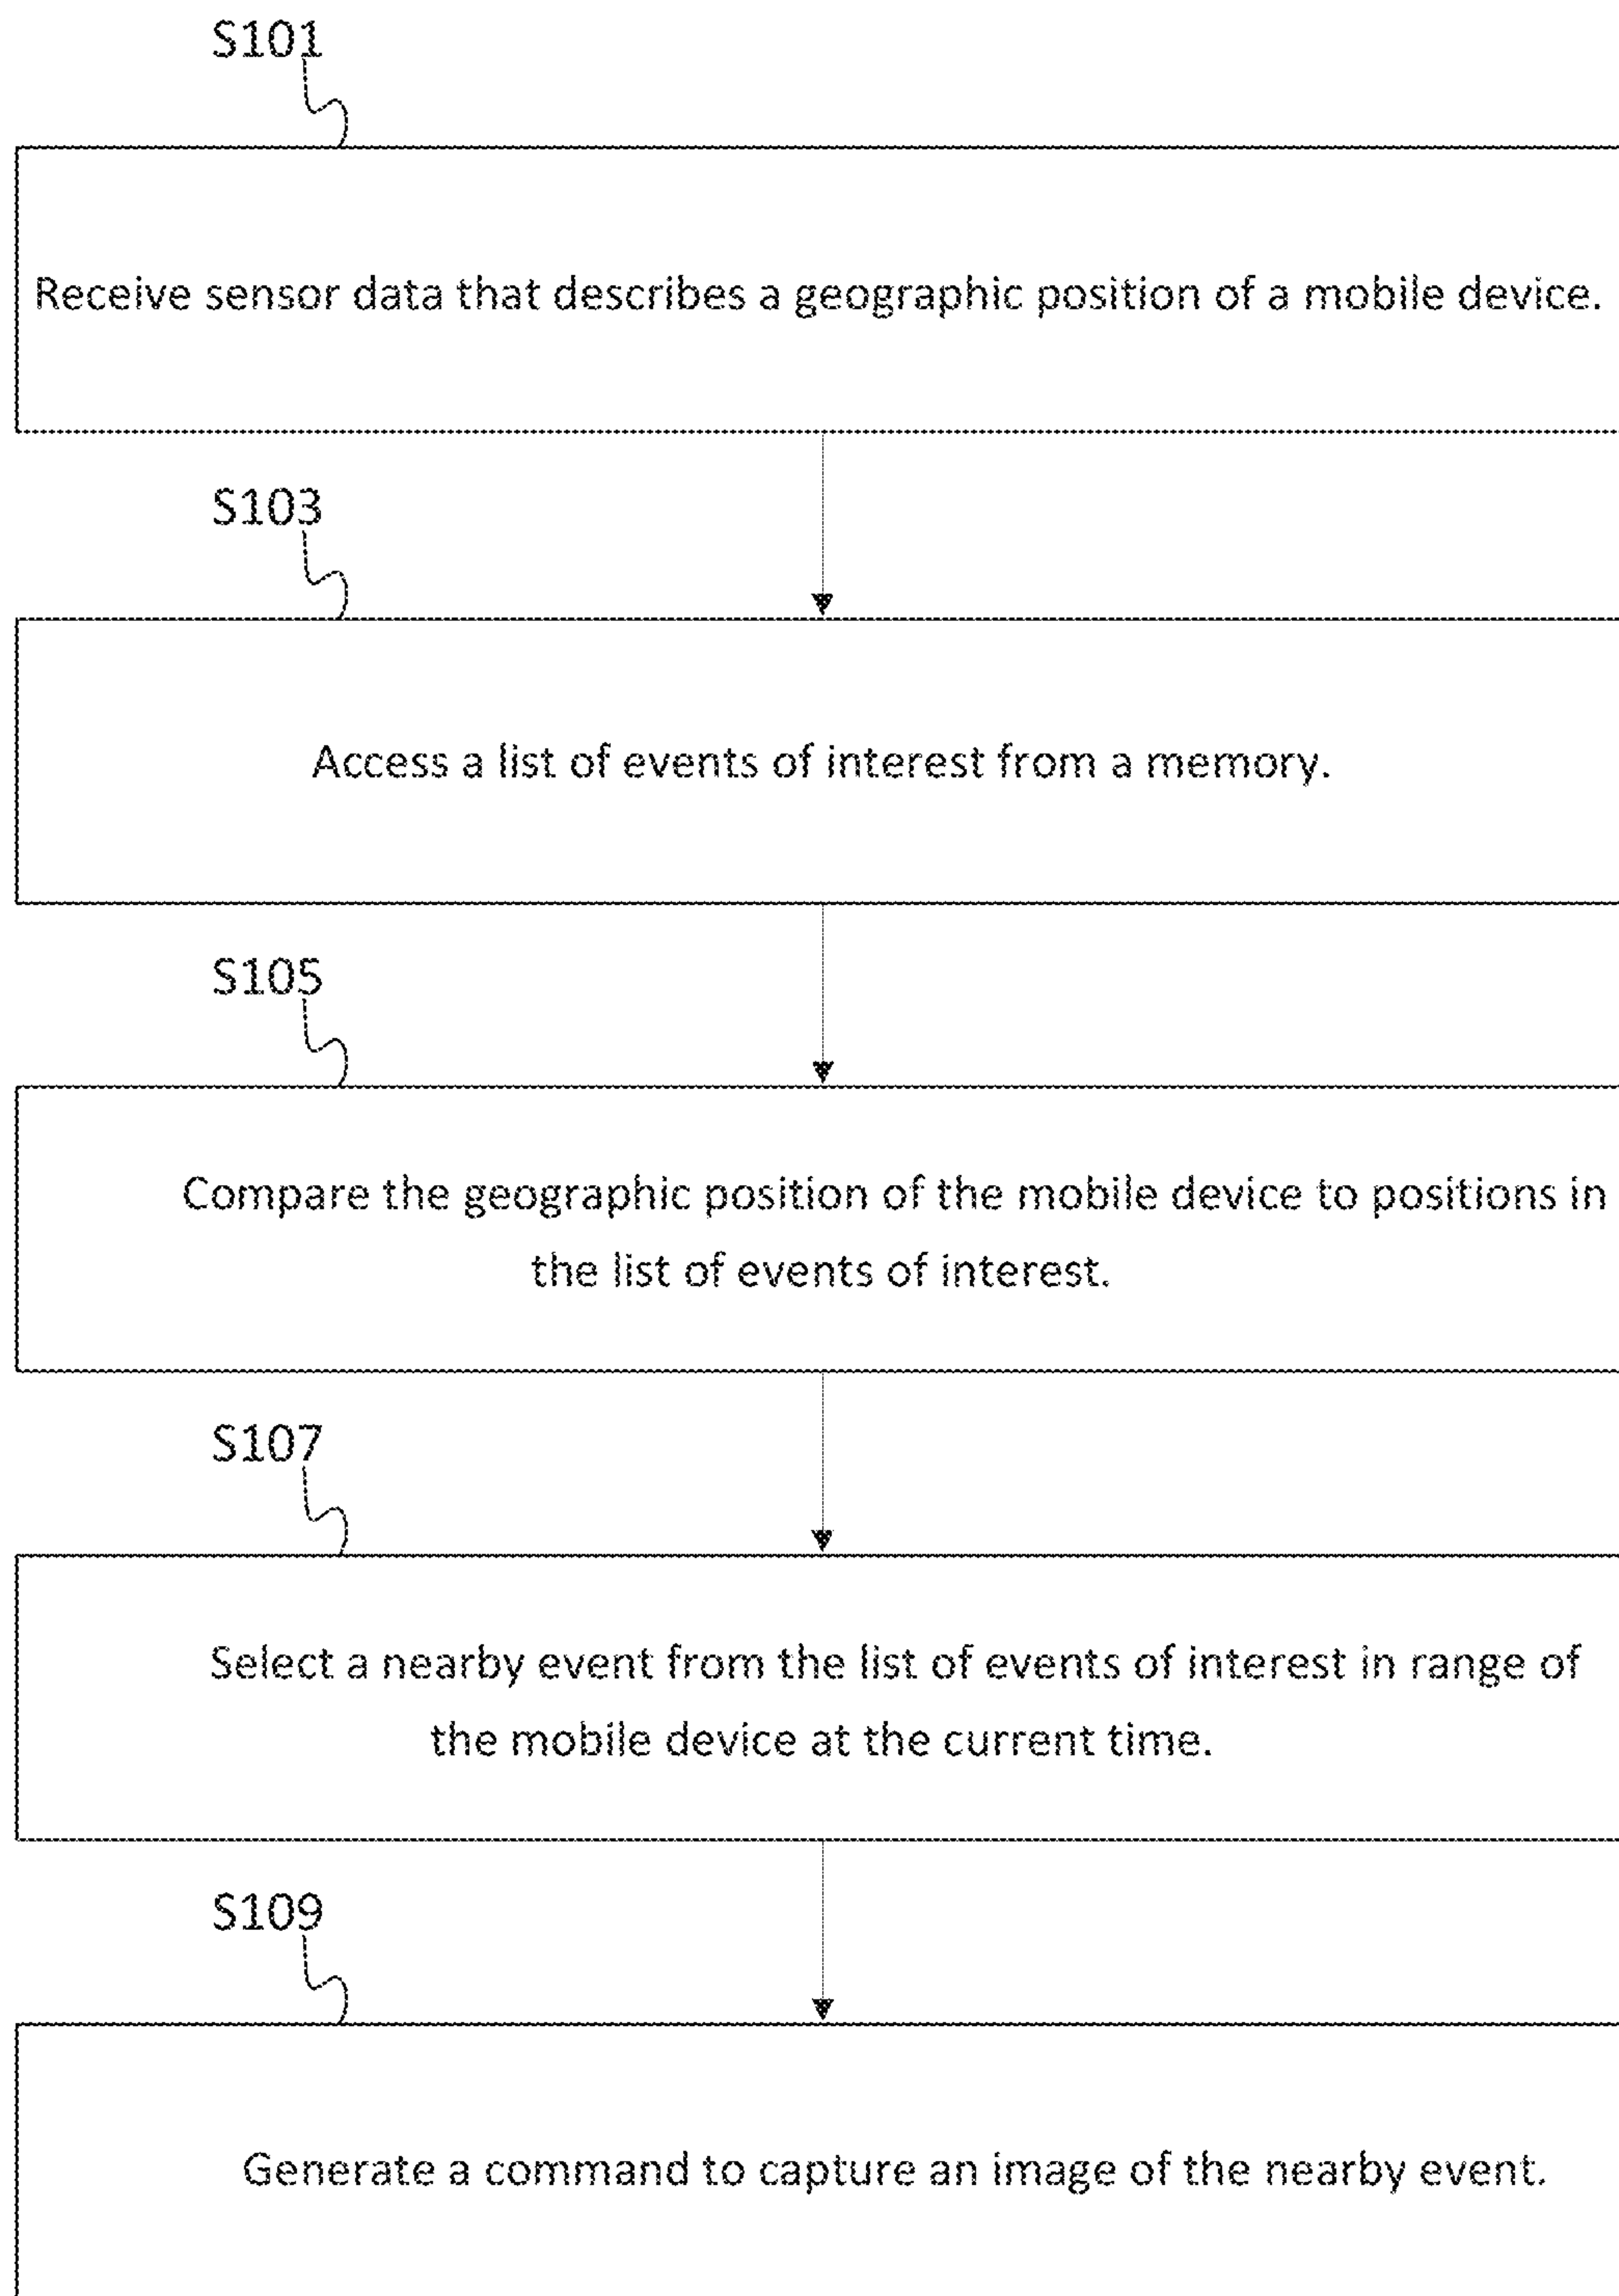 S101
Receive sensor data that describes a geographic position of a mobile device.
S103
Access a list of events of interest from a memory.
S105
Compare the geographic position of the mobile device to positions in
the list of events of interest.
S107
Select a nearby event from the list of events of interest in range of
the mobile device at the current time.
S109
Generate a command to capture an image of the nearby event.